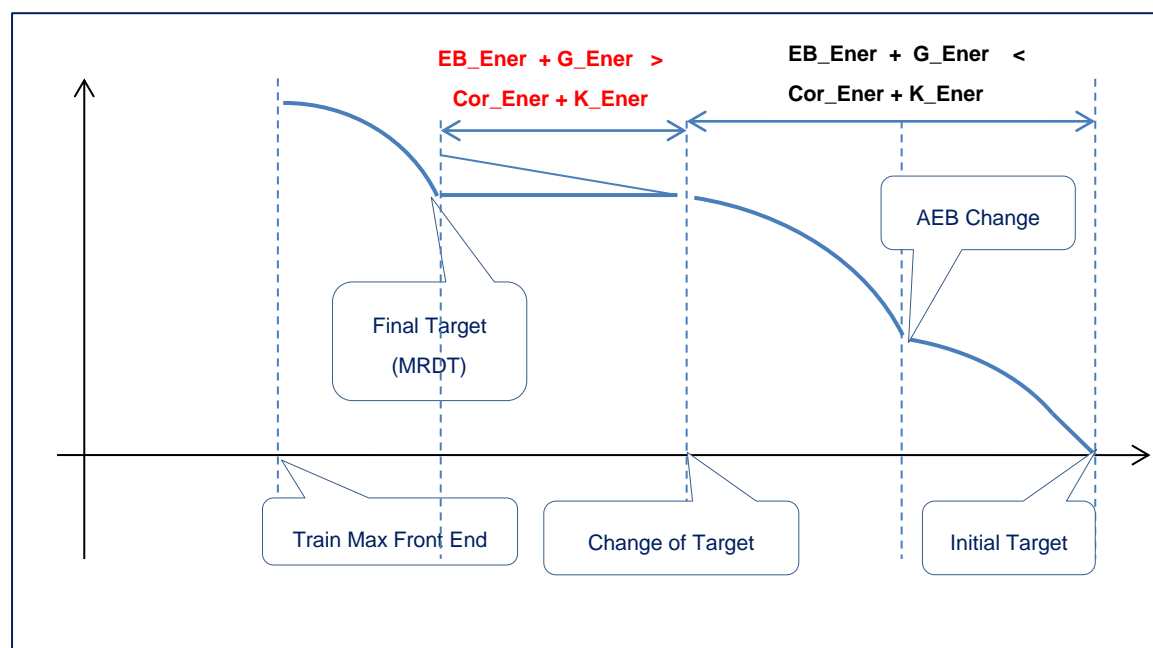 EB_Ener + G_Ener >
Cor_Ener + K_Ener
EB_Ener + G_Ener <
Cor_Ener + K_Ener
AEB Change
Final Target
(MRDT)
Train Max Front End
Change of Target
Initial Target